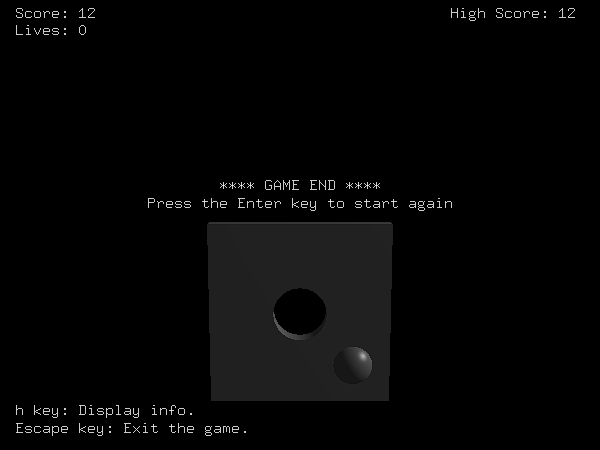 Score: 12
High Score: 12
Lives: 0
**** GAME END ****
Press the Enter key to start again
h key: Display info.
Escape key: Exit the game.